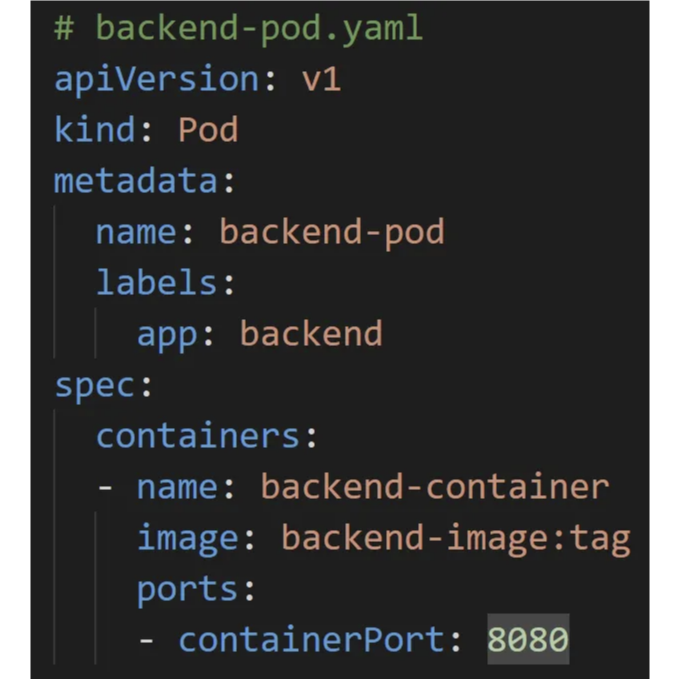 # backend-pod.yaml
apiVersion: v1
kind: Pod
metadata:
  name: backend-pod
  labels:
    app: backend
spec:
  containers:
  - name: backend-container
    image: backend-image:tag
    ports:
    - containerPort: 8080